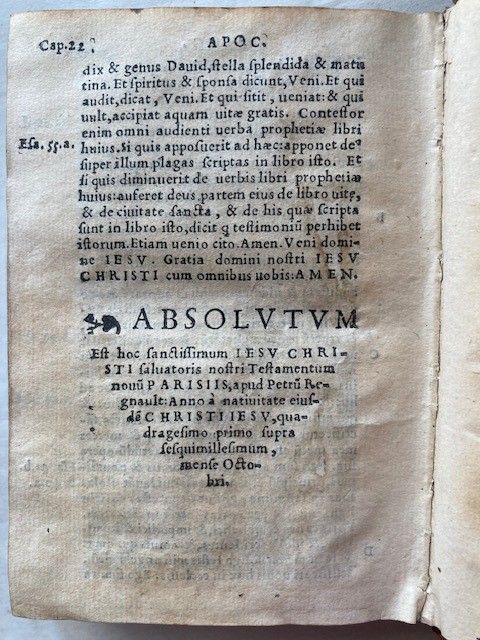 Cap.22.
APOC.
dix & genus Dauid, ſtella ſplendida & matu
tina. Et ſpiritus & ſponſa dicunt, Veni. Et qui
audit, dicat, Veni. Et qui ſitit, ueniat: & qui
uult, accipiat aquam uitæ gratis. Conteſtor
enim omni audienti uerba prophetiæ libri
Eſa. 55.a.
huius. Si quis appoſuerit ad hæc: apponet deꝰ
ſuper illum plagas ſcriptas in libro iſto. Et
ſi quis diminuerit de uerbis libri prophetiæ
huius: auferet deus partem eius de libro uitę,
& de ciuitate ſancta, & de his quæ ſcripta
ſunt in libro iſto, dicit q̃ teſtimoniũ perhibet
iſtorum. Etiam uenio cito. Amen. Veni domi-
ne IESV. Gratia domini noſtri IESV
CHRISTI cum omnibus uobis: AMEN.
ABSOLVTVM
Eſt hoc ſanctiſsimum IESV CHRI-
STI ſaluatoris noſtri Teſtamentum
nouũ PARISIIS, apud Petrũ Re-
gnault: Anno à natiuitate eiuſ-
dẽ CHRISTI IESV, qua-
drageſimo primo ſupra
ſeſquimilleſimum,
menſe Octo-
bri.